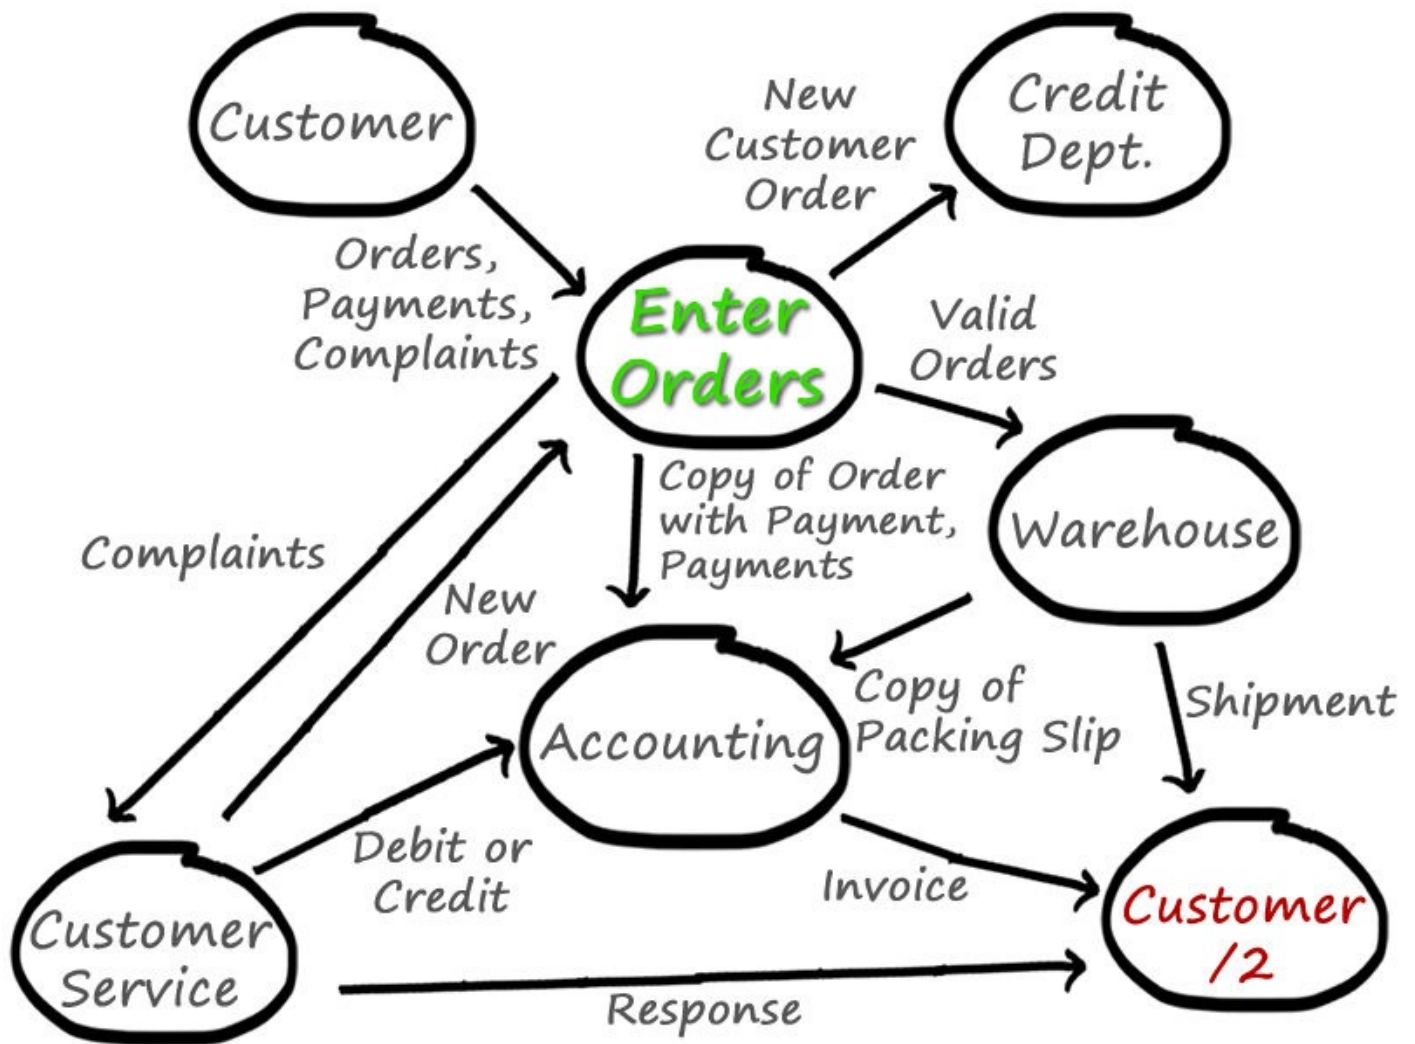 Customer
New
Customer
Order
Credit
Dept.
Orders,
Payments,
Complaints
Enter
Orders
Valid
Orders
Copy of Order
with Payment,
Payments
Warehouse
Complaints
New
Order
Accounting
Copy of
Packing Slip
Shipment
Debit or
Credit
Invoice
Customer
/2
Customer
Service
Response